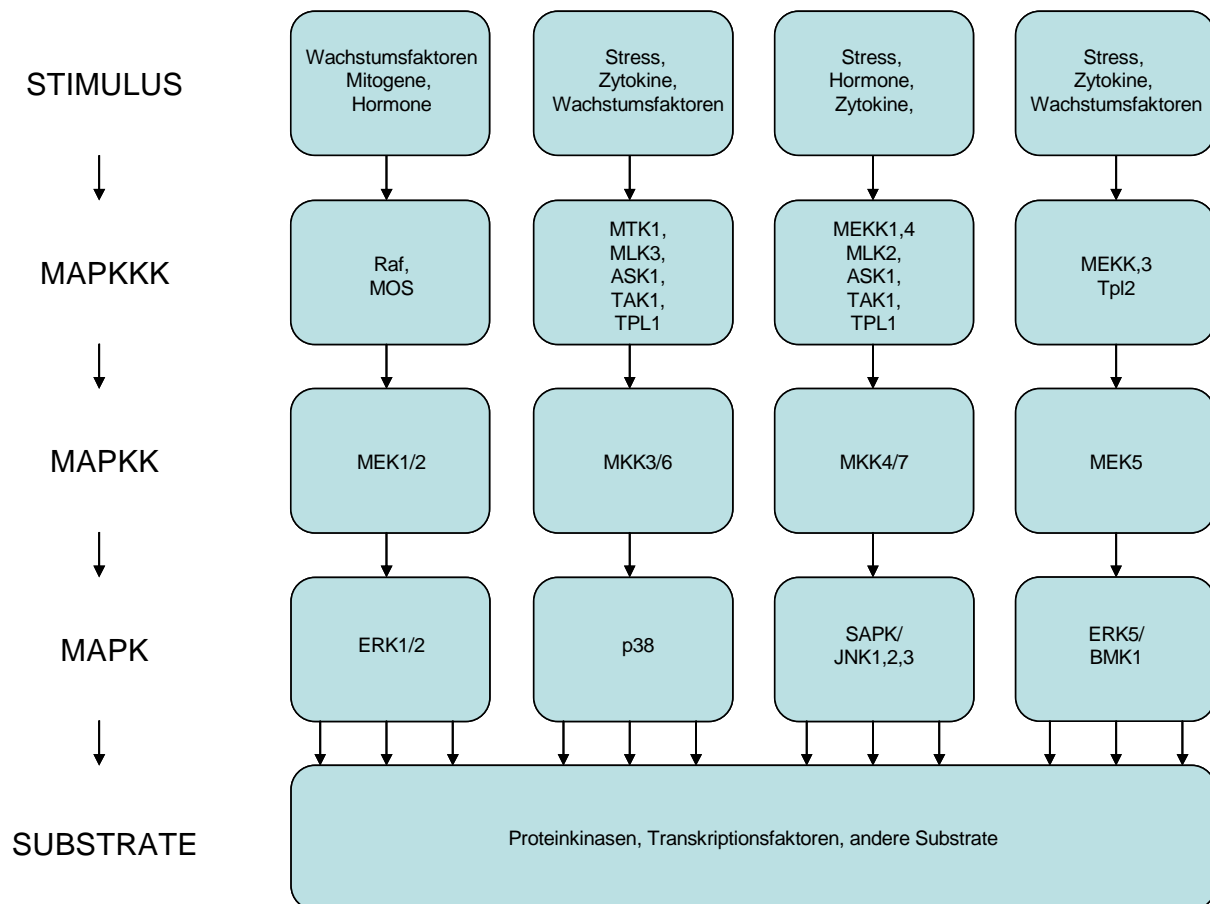 STIMULUS
Wachstumsfaktoren
Mitogene,
Hormone
Stress,
Zytokine,
Wachstumsfaktoren
Stress,
Hormone,
Zytokine,
Stress,
Zytokine,
Wachstumsfaktoren
MAPKKK
Raf,
MOS
MTK1,
MLK3,
ASK1,
TAK1,
TPL1
MEKK1,4
MLK2,
ASK1,
TAK1,
TPL1
MEKK,3
Tpl2
MAPKK
MEK1/2
MKK3/6
MKK4/7
MEK5
MAPK
ERK1/2
p38
SAPK/
JNK1,2,3
ERK5/
BMK1
SUBSTRATE
Proteinkinasen, Transkriptionsfaktoren, andere Substrate